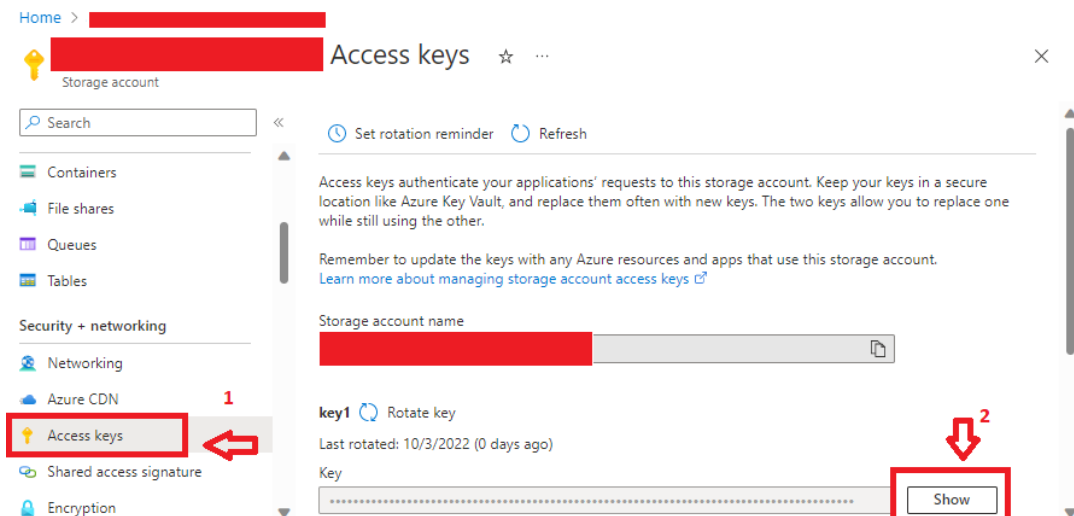 Home >
Access keys ☆ ...
Storage account
Search
Containers
File shares
Queues
Tables
Security + networking
Networking
Azure CDN
1
Access keys
Shared access signature
Encryption
Set rotation reminder Refresh
Access keys authenticate your applications' requests to this storage account. Keep your keys in a secure
location like Azure Key Vault, and replace them often with new keys. The two keys allow you to replace one
while still using the other.
Remember to update the keys with any Azure resources and apps that use this storage account.
Learn more about managing storage account access keys
Storage account name
key1 Rotate key
Last rotated: 10/3/2022 (0 days ago)
2
Key
Show